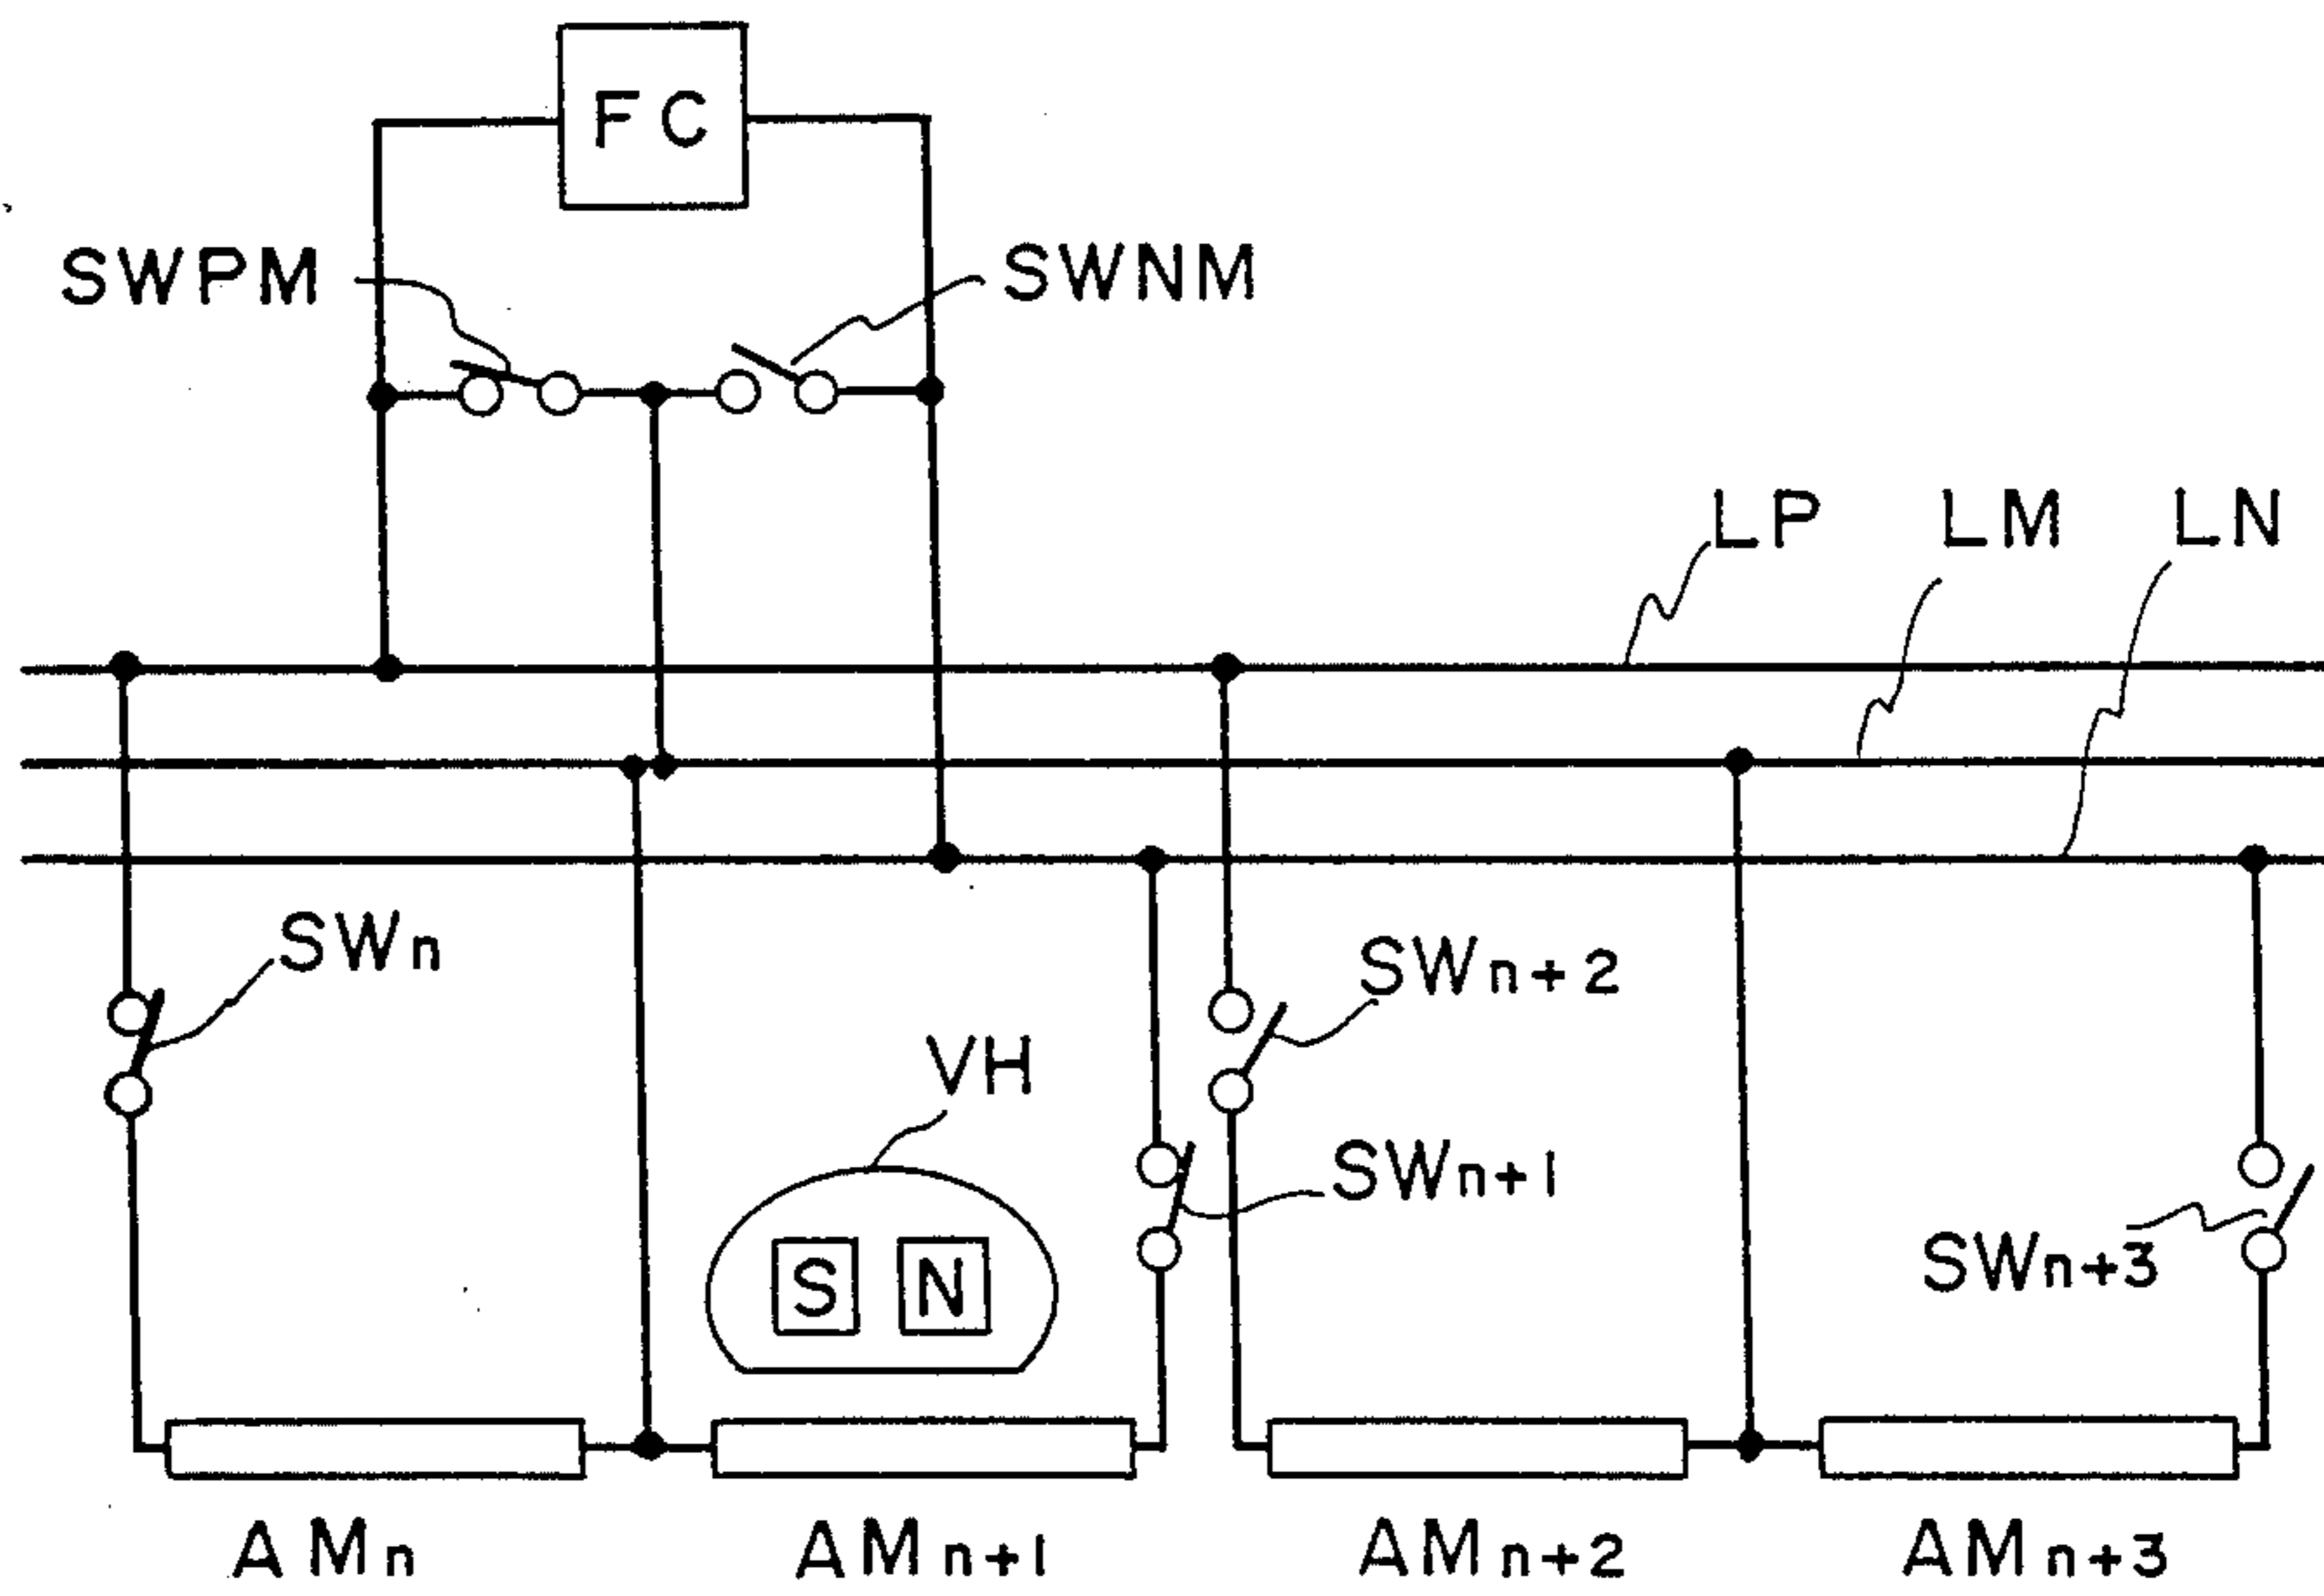 FC
SWPM
SWNM
LP
LM
LN
SWn
SWn+2
VH
SWn+1
S N
SWn+3
AMn
AMn+1
AMn+2
AMn+3